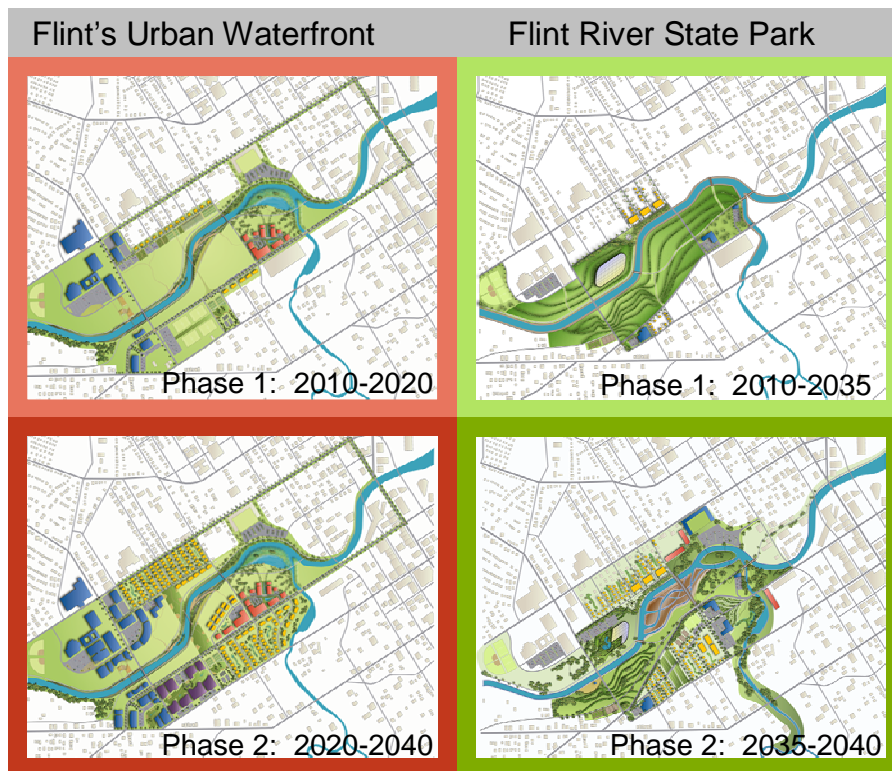 Flint's Urban Waterfront
Flint River State Park
Phase 1: 2010-2020
Phase 1: 2010-2035
Phase 2: 2020-2040
Phase 2: 2035-2040